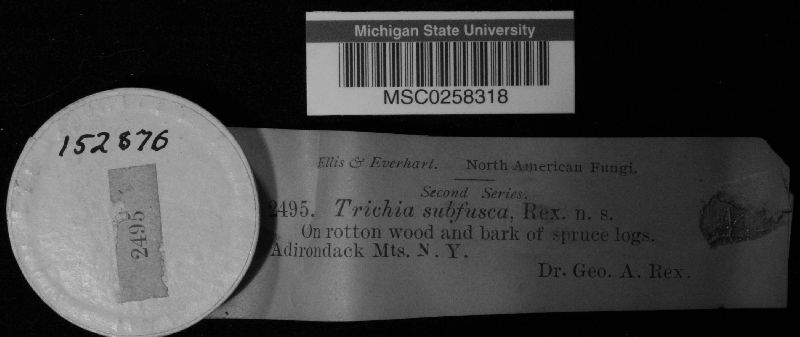 Michigan State University
MSC0258318
152876
2495
Ellis & Everhart. North American Fungi.
Second Series.
2495. Trichia subfusca, Rex. n. s.
On rotton wood and bark of spruce logs.
Adirondack Mts. N. Y.
Dr. Geo. A. Rex.